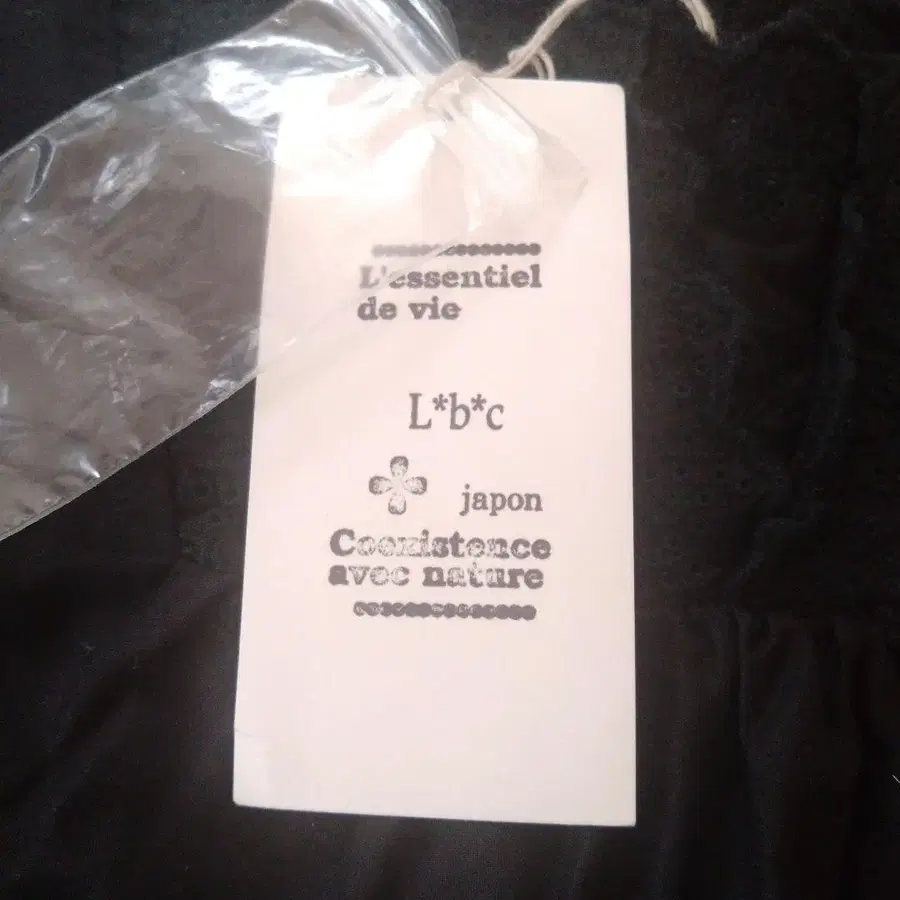 L'essentiel
de vie
L*b*c
japon
Coexistence
avec nature